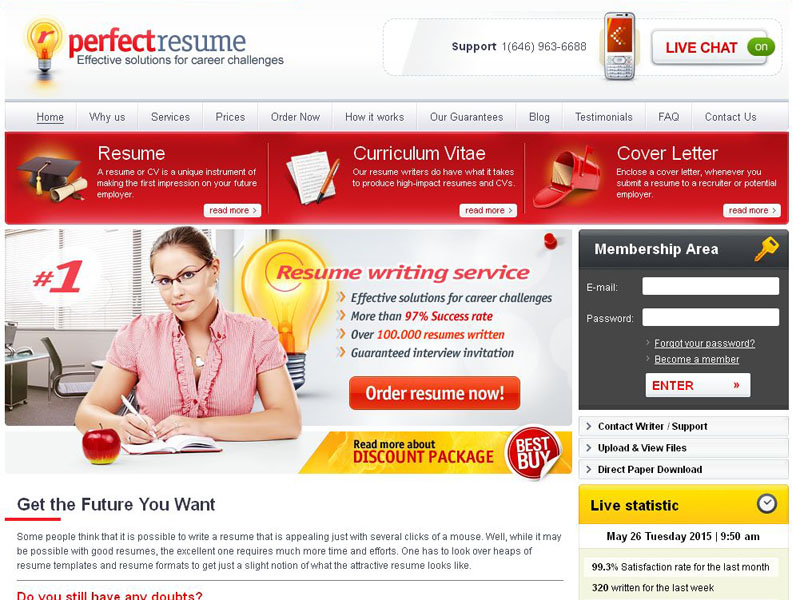 r perfectresume
Effective solutions for career challenges
Support 1(646) 963-6688
LIVE CHAT on
Home Why us Services Prices Order Now How it works Our Guarantees Blog Testimonials FAQ Contact Us
Resume
A resume or CV is a unique instrument of
making the first impression on your future
employer.
read more
Curriculum Vitae
Our resume writers do have what it takes
to produce high-impact resumes and CVs.
read more
Cover Letter
Enclose a cover letter, whenever you
submit a resume to a recruiter or potential
employer.
read more
#1
Resume writing service
Effective solutions for career challenges
More than 97% Success rate
Over 100.000 resumes written
Guaranteed interview invitation
Order resume now!
Read more about
DISCOUNT PACKAGE
BEST
BUY
Membership Area
E-mail:
Password:
Forgot your password?
Become a member
ENTER »
Contact Writer / Support
Upload & View Files
Direct Paper Download
Live statistic
May 26 Tuesday 2015 | 9:50 am
99.3% Satisfaction rate for the last month
320 written for the last week
Get the Future You Want
Some people think that it is possible to write a resume that is appealing just with several clicks of a mouse. Well, while it may
be possible with good resumes, the excellent one requires much more time and efforts. One has to look over heaps of
resume templates and resume formats to get just a slight notion of what the attractive resume looks like.
Do you still have any doubts?